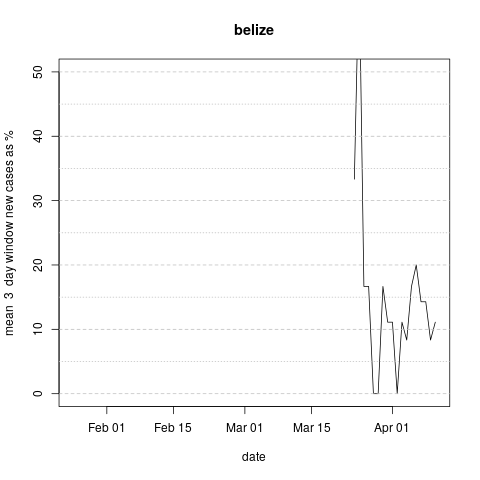 belize
mean  3  day window new cases as %
50
40
30
20
10
0
Feb 01
Feb 15
Mar 01
Mar 15
Apr 01
date